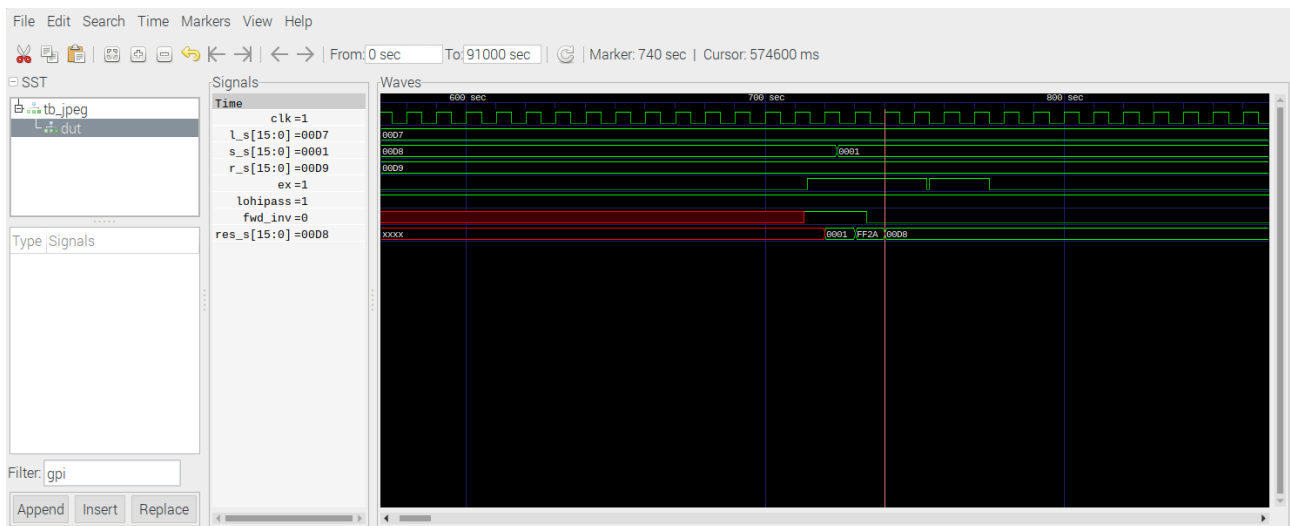 File Edit Search Time Markers View Help
From: 0 sec To: 91000 sec Marker: 740 sec | Cursor: 574600 ms
SST
tb_jpeg
dut
Type Signals
Filter: gpi
Append Insert Replace
Signals
Time
clk =1
l_s[15:0] =00D7
s_s[15:0] =0001
r_s[15:0] =00D9
ex =1
lohipass =1
fwd_inv =0
res_s[15:0] =00D8
Waves
600 sec 700 sec 800 sec
00D7
00D8 0001
00D9
xxxx 0001 FF2A 00D8